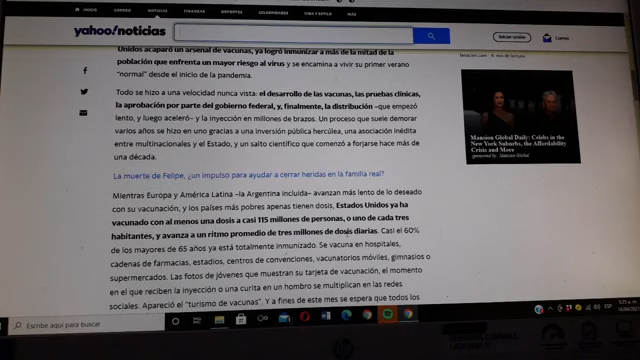 INICIO CORREO NOTICIAS FINANZAS DEPORTES CELEBRIDADES VIDA Y ESTILO MÁS
yahoo!noticias
Iniciar sesión
Correo
Unidos acaparó un arsenal de vacunas, ya logró inmunizar a más de la mitad de la
población que enfrenta un mayor riesgo al virus y se encamina a vivir su primer verano
"normal" desde el inicio de la pandemia.
Todo se hizo a una velocidad nunca vista: el desarrollo de las vacunas, las pruebas clínicas,
la aprobación por parte del gobierno federal, y, finalmente, la distribución –que empezó
lento, y luego aceleró– y la inyección en millones de brazos. Un proceso que suele demorar
varios años se hizo en uno gracias a una inversión pública hercúlea, una asociación inédita
entre multinacionales y el Estado, y un salto científico que comenzó a forjarse hace más de
una década.
La muerte de Felipe, ¿un impulso para ayudar a cerrar heridas en la familia real?
Mientras Europa y América Latina –la Argentina incluida– avanzan más lento de lo deseado
con su vacunación, y los países más pobres apenas tienen dosis, Estados Unidos ya ha
vacunado con al menos una dosis a casi 115 millones de personas, o uno de cada tres
habitantes, y avanza a un ritmo promedio de tres millones de dosis diarias. Casi el 60%
de los mayores de 65 años ya está totalmente inmunizado. Se vacuna en hospitales,
cadenas de farmacias, estadios, centros de convenciones, vacunatorios móviles, gimnasios o
supermercados. Las fotos de jóvenes que muestran su tarjeta de vacunación, el momento
en el que reciben la inyección o una curita en un hombro se multiplican en las redes
sociales. Apareció el "turismo de vacunas". Y a fines de este mes se espera que todos los
Mansion Global Daily: Celebs in the
New York Suburbs, the Affordability
Crisis and More
sponsored by: Mansion Global
Escribe aquí para buscar
ESP
hp